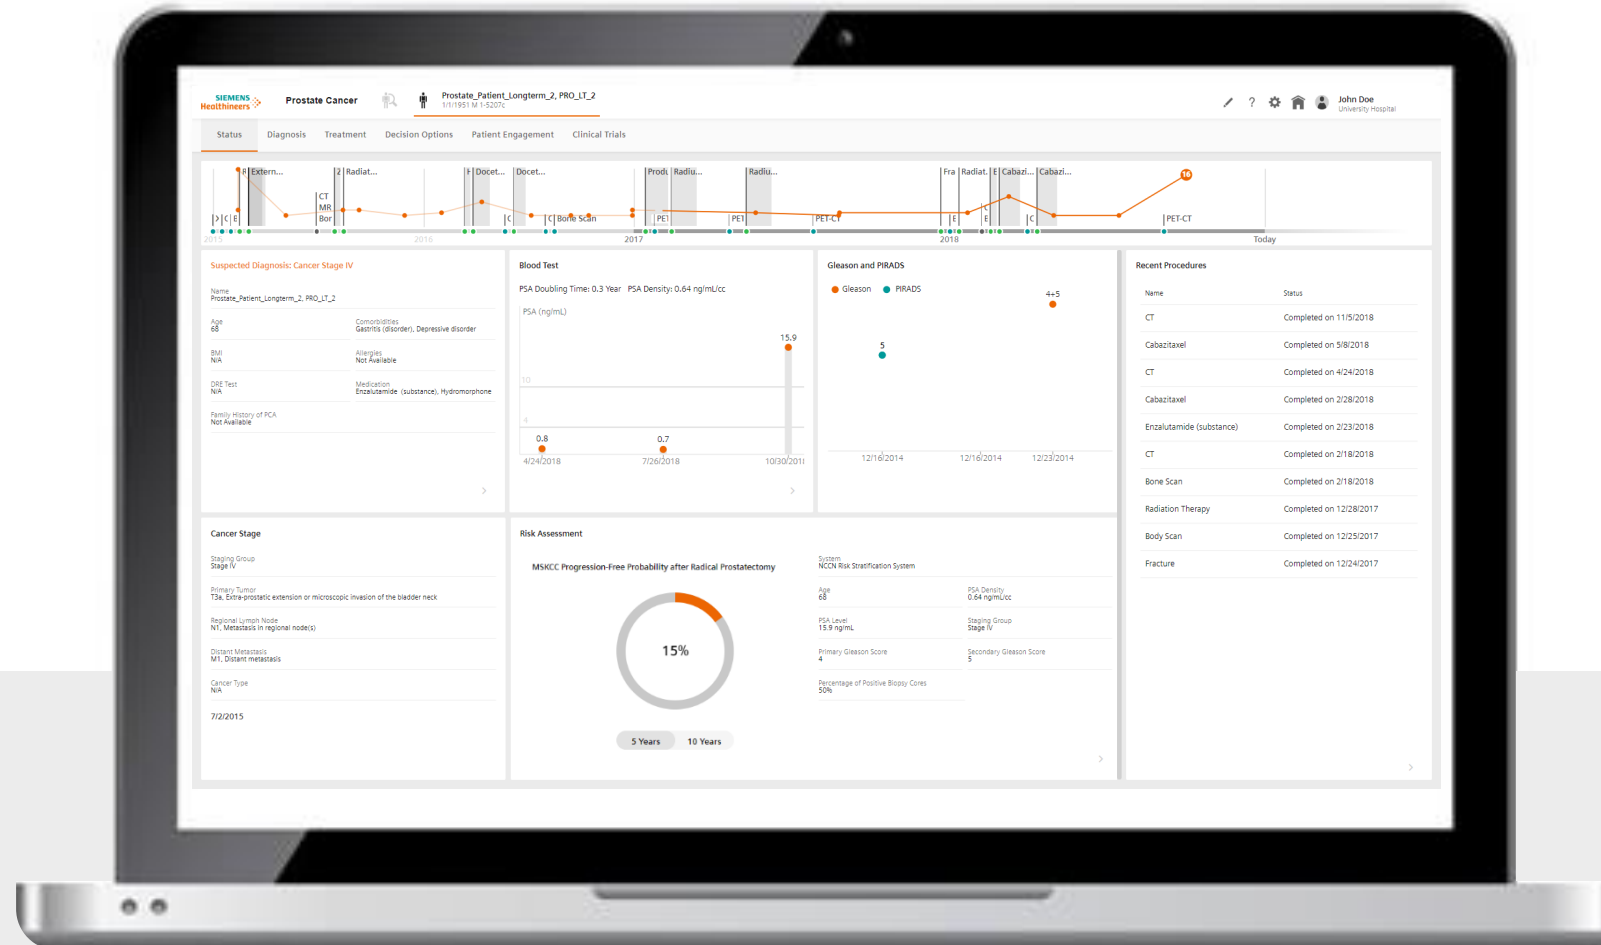 SIEMENS
Healthineers
Prostate Cancer
Prostate_Patient_Longterm_2, PRO_LT_2
1/1/1951 M 1-5207c
?
John Doe
University Hospital
Status Diagnosis Treatment Decision Options Patient Engagement Clinical Trials
R Extern... 2 Radiat... Docet... Docet... Produ Radiu... Radiu... Fra Radiat. E Cabazi... Cabazi... 16
CT
MR
Bor
C E C C Bone Scan PET PET PET-CT E E C PET-CT
2015 2016 2017 2018 Today
Suspected Diagnosis: Cancer Stage IV
Name
Prostate_Patient_Longterm_2, PRO_LT_2
Age Comorbidities
68 Gastritis (disorder), Depressive disorder
BMI Allergies
N/A Not Available
DRE Test Medication
N/A Enzalutamide (substance), Hydromorphone
Family History of PCA
Not Available
Blood Test
PSA Doubling Time: 0.3 Year PSA Density: 0.64 ng/mL/cc
PSA (ng/mL)
15.9
10
4
0.8 0.7
4/24/2018 7/26/2018 10/30/201
Gleason and PIRADS
Gleason PIRADS
4+5
5
12/16/2014 12/16/2014 12/23/2014
Recent Procedures
Name Status
CT Completed on 11/5/2018
Cabazitaxel Completed on 5/8/2018
CT Completed on 4/24/2018
Cabazitaxel Completed on 2/28/2018
Enzalutamide (substance) Completed on 2/23/2018
CT Completed on 2/18/2018
Bone Scan Completed on 2/18/2018
Radiation Therapy Completed on 12/28/2017
Body Scan Completed on 12/25/2017
Fracture Completed on 12/24/2017
Cancer Stage
Staging Group
Stage IV
Primary Tumor
T3a, Extra-prostatic extension or microscopic invasion of the bladder neck
Regional Lymph Node
N1, Metastasis in regional node(s)
Distant Metastasis
M1, Distant metastasis
Cancer Type
N/A
7/2/2015
Risk Assessment
MSKCC Progression-Free Probability after Radical Prostatectomy
15%
5 Years 10 Years
System
NCCN Risk Stratification System
Age PSA Density
68 0.64 ng/mL/cc
PSA Level Staging Group
15.9 ng/mL Stage IV
Primary Gleason Score Secondary Gleason Score
4 5
Percentage of Positive Biopsy Cores
50%